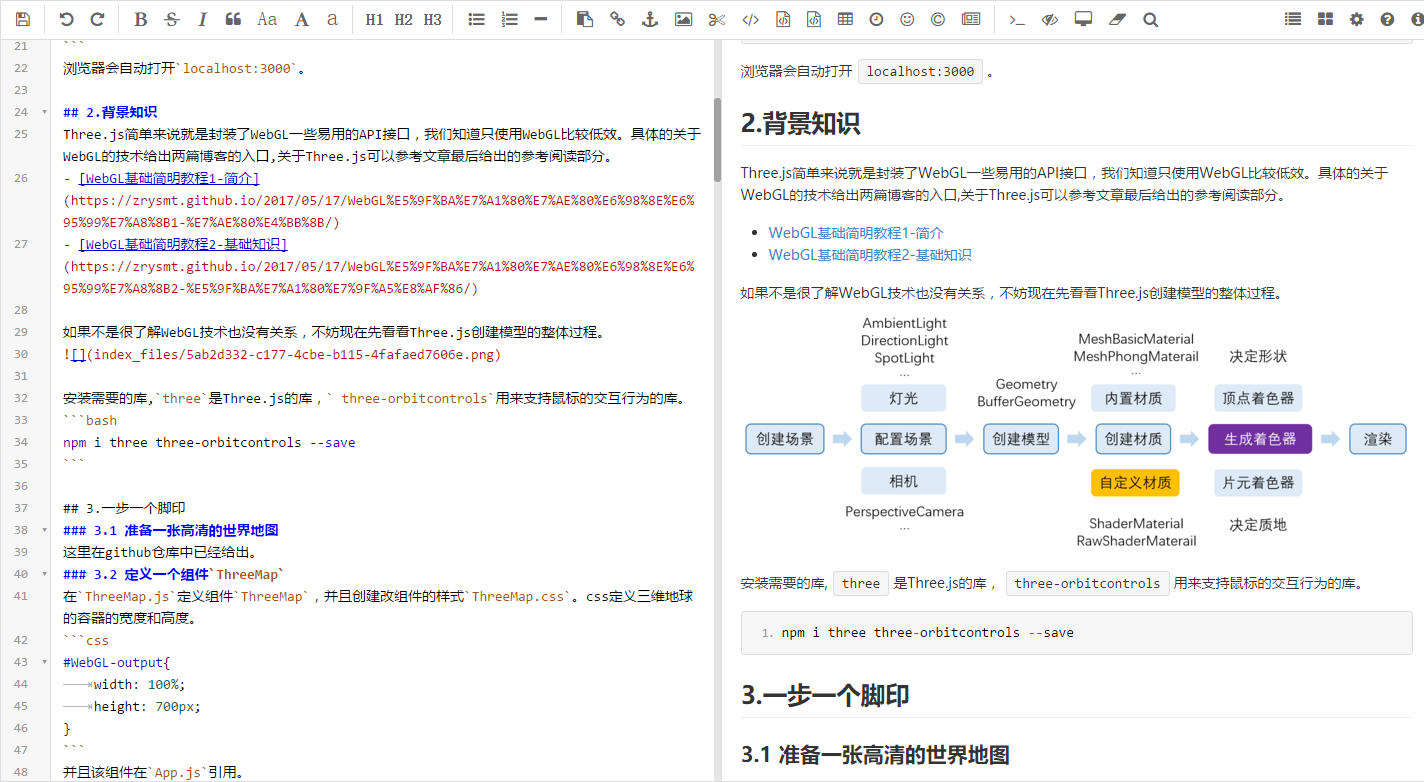 H1 H2 H3
21 ```
22 浏览器会自动打开`localhost:3000`。
23
24 ## 2.背景知识
25 Three.js简单来说就是封装了WebGL一些易用的API接口，我们知道只使用WebGL比较低效。具体的关于
WebGL的技术给出两篇博客的入口,关于Three.js可以参考文章最后给出的参考阅读部分。
26 - [WebGL基础简明教程1-简介]
(https://zrysmt.github.io/2017/05/17/WebGL%E5%9F%BA%E7%A1%80%E7%AE%80%E6%98%8E%E6%
95%99%E7%A8%8B1-%E7%AE%80%E4%BB%8B/)
27 - [WebGL基础简明教程2-基础知识]
(https://zrysmt.github.io/2017/05/17/WebGL%E5%9F%BA%E7%A1%80%E7%AE%80%E6%98%8E%E6%
95%99%E7%A8%8B2-%E5%9F%BA%E7%A1%80%E7%9F%A5%E8%AF%86/)
28
29 如果不是很了解WebGL技术也没有关系，不妨现在先看看Three.js创建模型的整体过程。
30 ![](index_files/5ab2d332-c177-4cbe-b115-4fafaed7606e.png)
31
32 安装需要的库,`three`是Three.js的库，` three-orbitcontrols`用来支持鼠标的交互行为的库。
33 ```bash
34 npm i three three-orbitcontrols --save
35 ```
36
37 ## 3.一步一个脚印
38 ### 3.1 准备一张高清的世界地图
39 这里在github仓库中已经给出。
40 ### 3.2 定义一个组件`ThreeMap`
41 在`ThreeMap.js`定义组件`ThreeMap`，并且创建改组件的样式`ThreeMap.css`。css定义三维地球
的容器的宽度和高度。
42 ```css
43 #WebGL-output{
44 width: 100%;
45 height: 700px;
46 }
47 ```
48 并且该组件在`App.js`引用。
浏览器会自动打开 localhost:3000 。
2.背景知识
Three.js简单来说就是封装了WebGL一些易用的API接口，我们知道只使用WebGL比较低效。具体的关于
WebGL的技术给出两篇博客的入口,关于Three.js可以参考文章最后给出的参考阅读部分。
WebGL基础简明教程1-简介
WebGL基础简明教程2-基础知识
如果不是很了解WebGL技术也没有关系，不妨现在先看看Three.js创建模型的整体过程。
AmbientLight
DirectionLight
SpotLight
...
MeshBasicMaterial
MeshPhongMaterail
...
决定形状
Geometry
BufferGeometry
灯光
内置材质
顶点着色器
创建场景
配置场景
创建模型
创建材质
生成着色器
渲染
相机
自定义材质
片元着色器
PerspectiveCamera
...
ShaderMaterial
RawShaderMaterail
决定质地
安装需要的库, three 是Three.js的库， three-orbitcontrols 用来支持鼠标的交互行为的库。
1. npm i three three-orbitcontrols --save
3.一步一个脚印
3.1 准备一张高清的世界地图